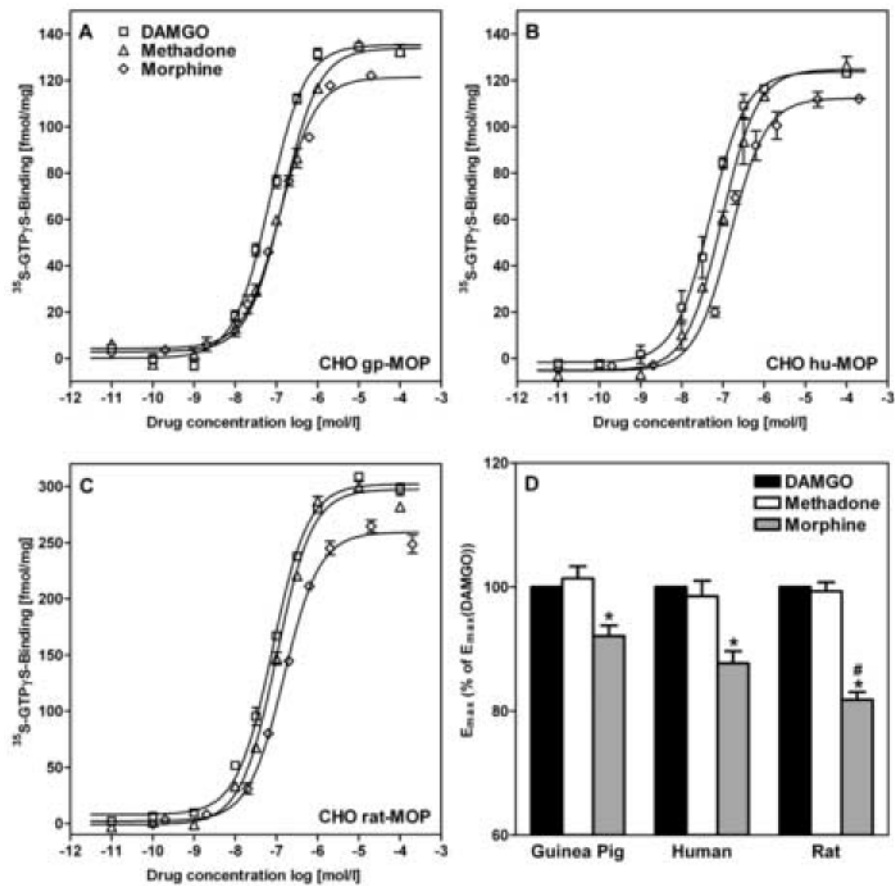 A
DAMGO
Methadone
Morphine
³⁵S-GTPγS-Binding [fmol/mg]
140
120
100
80
60
40
20
0
CHO gp-MOP
-12 -11 -10 -9 -8 -7 -6 -5 -4 -3
Drug concentration log [mol/l]
B
³⁵S-GTPγS-Binding [fmol/mg]
140
120
100
80
60
40
20
0
CHO hu-MOP
-12 -11 -10 -9 -8 -7 -6 -5 -4 -3
Drug concentration log [mol/l]
C
³⁵S-GTPγS-Binding [fmol/mg]
300
250
200
150
100
50
0
CHO rat-MOP
-12 -11 -10 -9 -8 -7 -6 -5 -4 -3
Drug concentration log [mol/l]
D
DAMGO
Methadone
Morphine
Emax (% of Emax(DAMGO))
120
100
80
60
*
*
#
*
Guinea Pig Human Rat